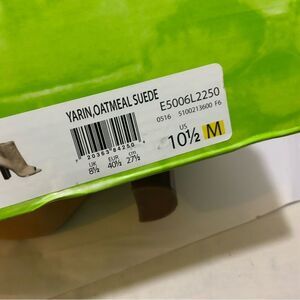 YARIN,OATMEAL SUEDE
E5006L2250
0516 5100213600 F6
UK EUR cm
8½ 40½ 27½
US
10½ M